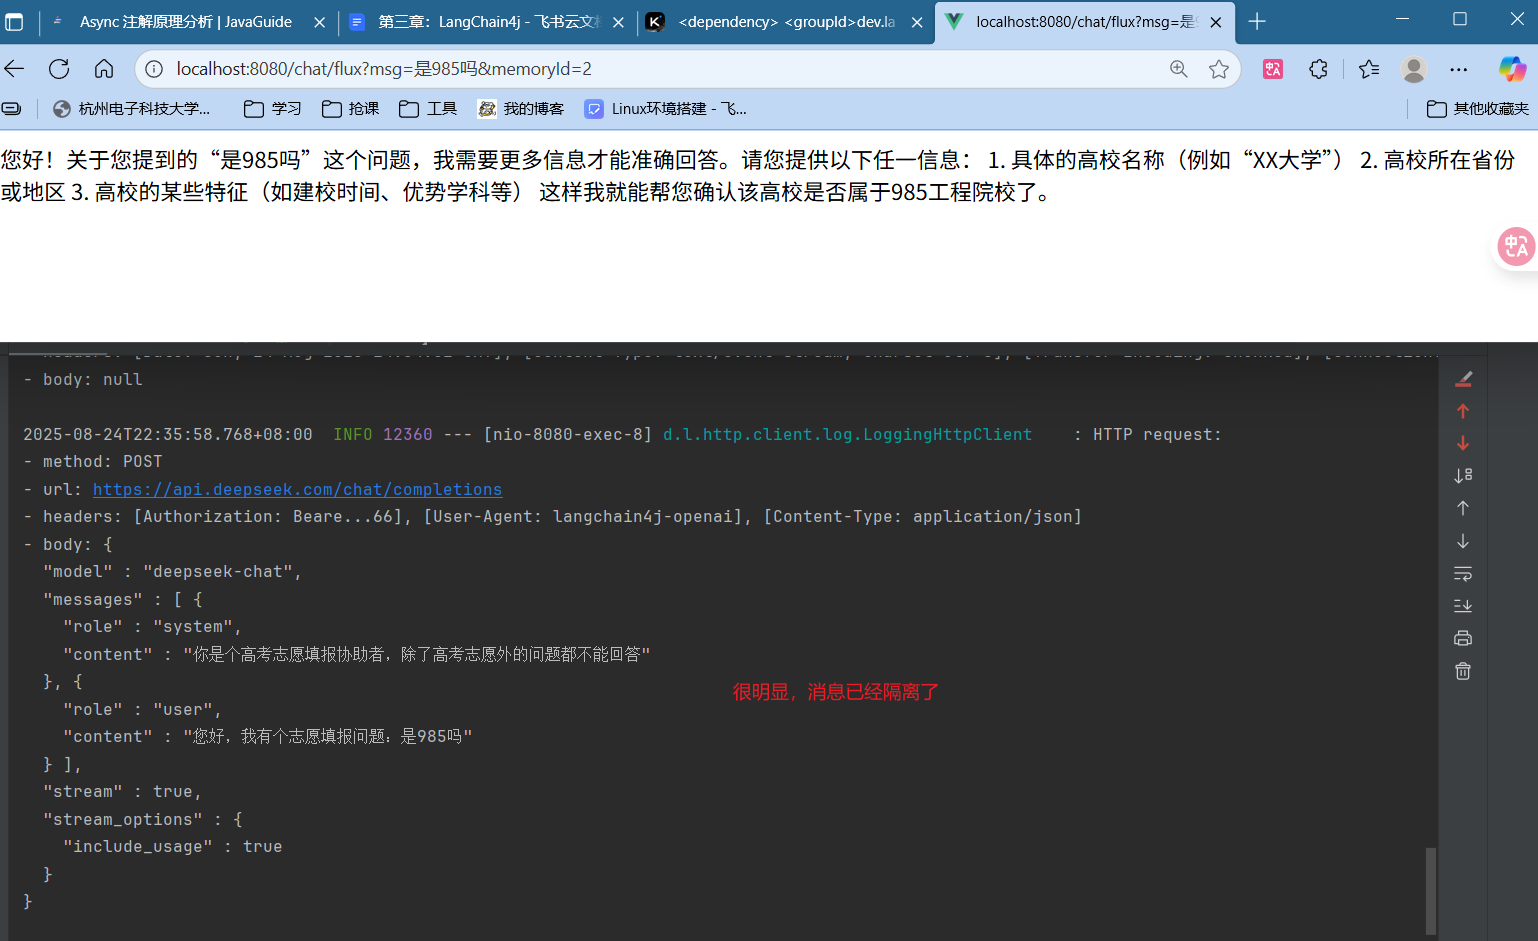 Async 注解原理分析 | JavaGuide
第三章：LangChain4j - 飞书云文
<dependency> <groupId>dev.la
localhost:8080/chat/flux?msg=是
localhost:8080/chat/flux?msg=是985吗&memoryId=2
杭州电子科技大学... 学习 抢课 工具 我的博客 Linux环境搭建 - 飞... 其他收藏夹
您好！关于您提到的“是985吗”这个问题，我需要更多信息才能准确回答。请您提供以下任一信息： 1. 具体的高校名称（例如“XX大学”） 2. 高校所在省份
或地区 3. 高校的某些特征（如建校时间、优势学科等） 这样我就能帮您确认该高校是否属于985工程院校了。
- body: null
2025-08-24T22:35:58.768+08:00  INFO 12360 --- [nio-8080-exec-8] d.l.http.client.log.LoggingHttpClient    : HTTP request:
- method: POST
- url: https://api.deepseek.com/chat/completions
- headers: [Authorization: Beare...66], [User-Agent: langchain4j-openai], [Content-Type: application/json]
- body: {
  "model" : "deepseek-chat",
  "messages" : [ {
    "role" : "system",
    "content" : "你是个高考志愿填报协助者，除了高考志愿外的问题都不能回答"
  }, {
很明显，消息已经隔离了
    "role" : "user",
    "content" : "您好，我有个志愿填报问题：是985吗"
  } ],
  "stream" : true,
  "stream_options" : {
    "include_usage" : true
  }
}